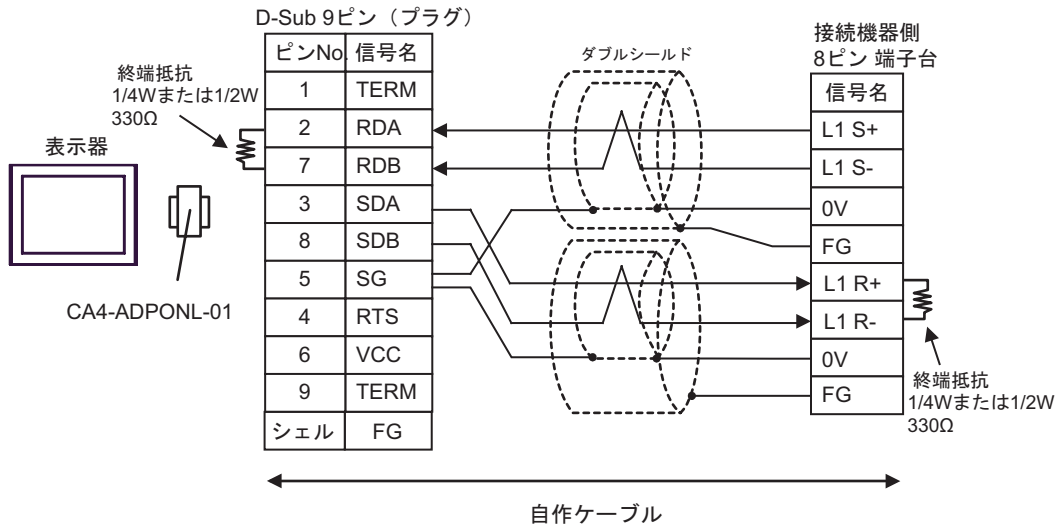 D-Sub 9ピン（プラグ）
ピンNo. 信号名
1 TERM
2 RDA
7 RDB
3 SDA
8 SDB
5 SG
4 RTS
6 VCC
9 TERM
シェル FG
終端抵抗
1/4Wまたは1/2W
330Ω
表示器
CA4-ADPONL-01
ダブルシールド
接続機器側
8ピン 端子台
信号名
L1 S+
L1 S-
0V
FG
L1 R+
L1 R-
0V
FG
終端抵抗
1/4Wまたは1/2W
330Ω
自作ケーブル